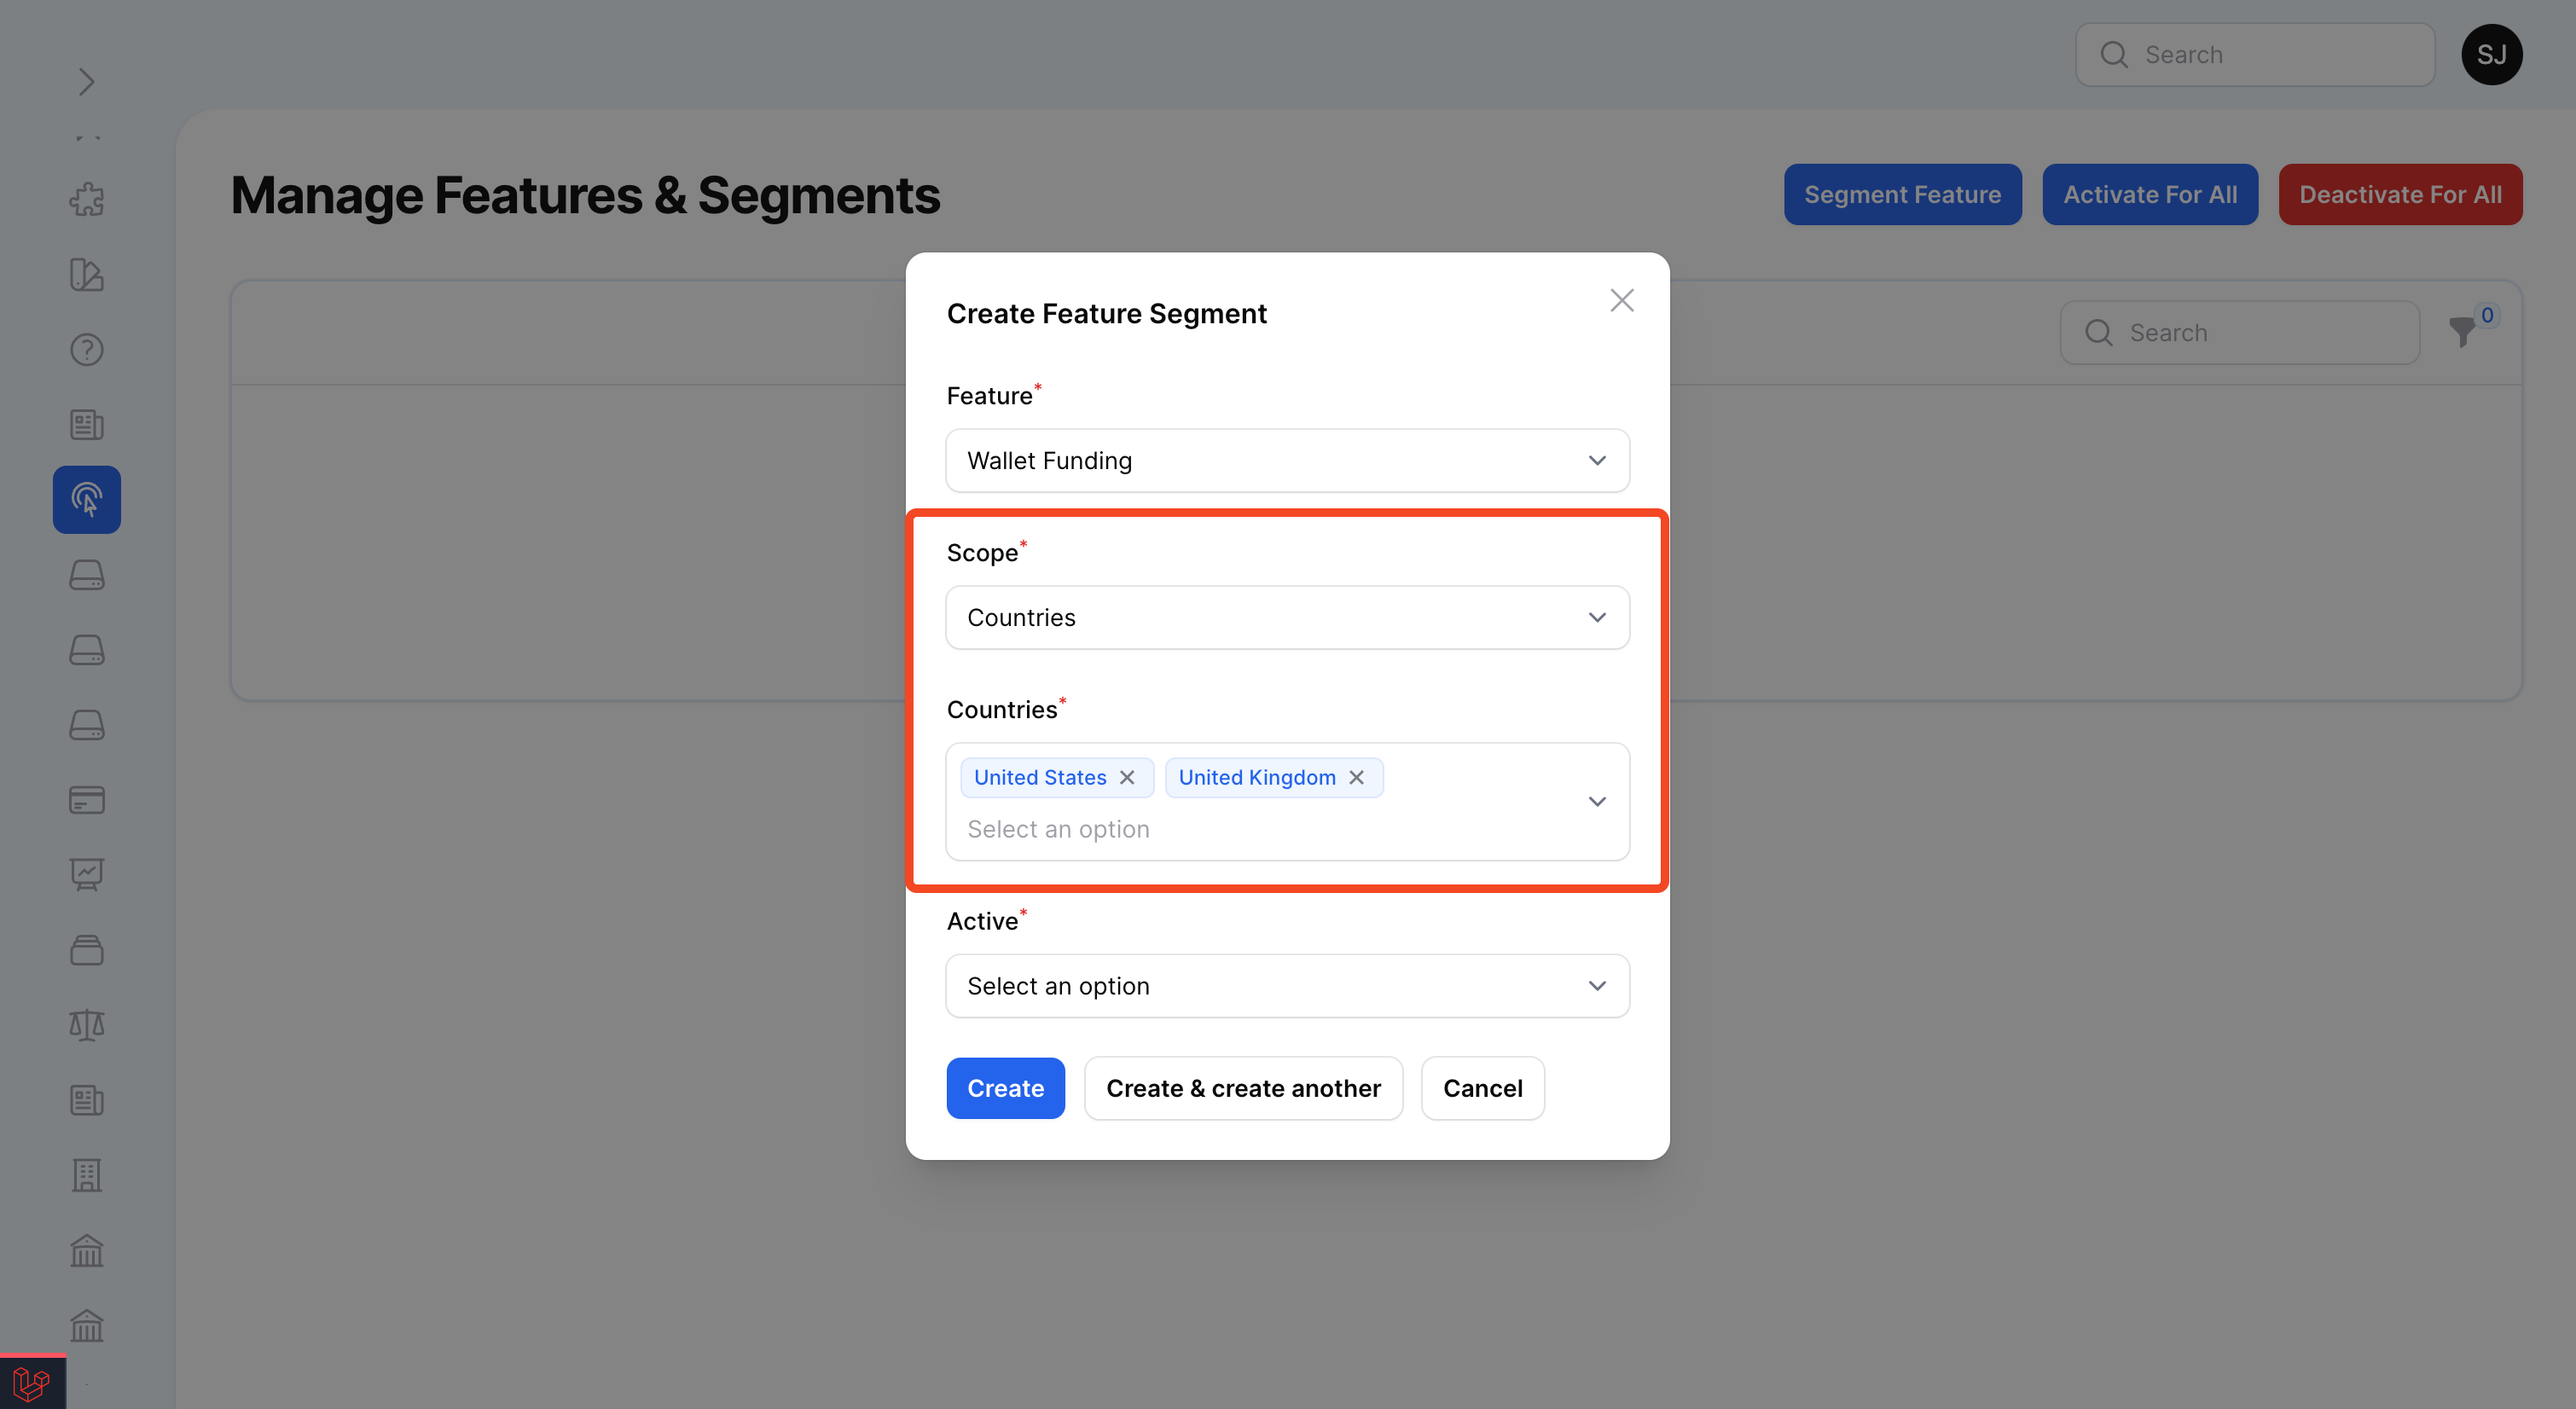 Search
SJ
Manage Features & Segments
Segment Feature
Activate For All
Deactivate For All
Search
0
Create Feature Segment
Feature*
Wallet Funding
Scope*
Countries
Countries*
United States
United Kingdom
Select an option
Active*
Select an option
Create
Create & create another
Cancel